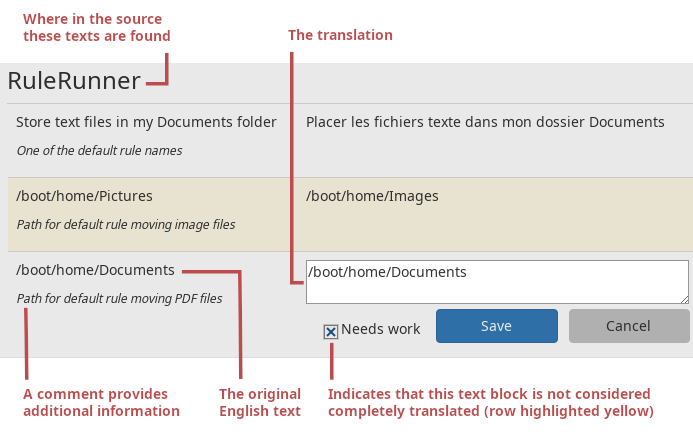 Where in the source
these texts are found
The translation
RuleRunner
Store text files in my Documents folder
Placer les fichiers texte dans mon dossier Documents
One of the default rule names
/boot/home/Pictures
/boot/home/Images
Path for default rule moving image files
/boot/home/Documents
/boot/home/Documents
Path for default rule moving PDF files
Needs work
Save
Cancel
A comment provides
additional information
The original
English text
Indicates that this text block is not considered
completely translated (row highlighted yellow)